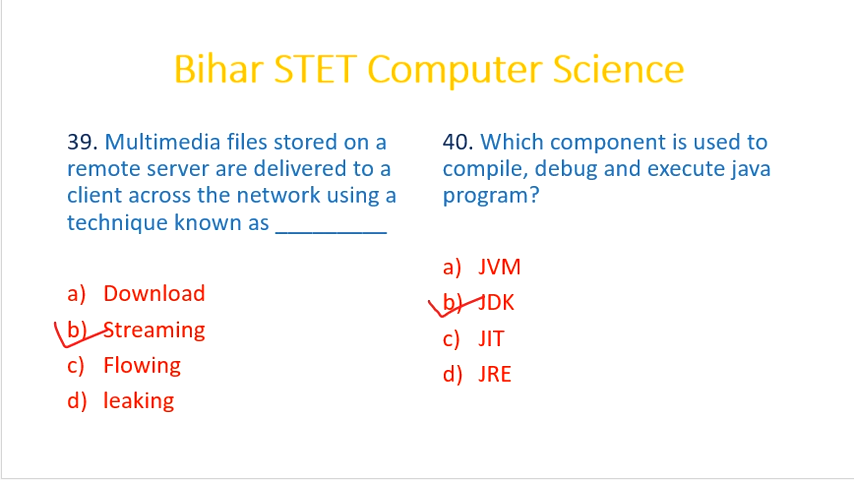 Bihar STET Computer Science
39. Multimedia files stored on a
remote server are delivered to a
client across the network using a
technique known as __________
a) Download
b) Streaming
c) Flowing
d) leaking
40. Which component is used to
compile, debug and execute java
program?
a) JVM
b) JDK
c) JIT
d) JRE